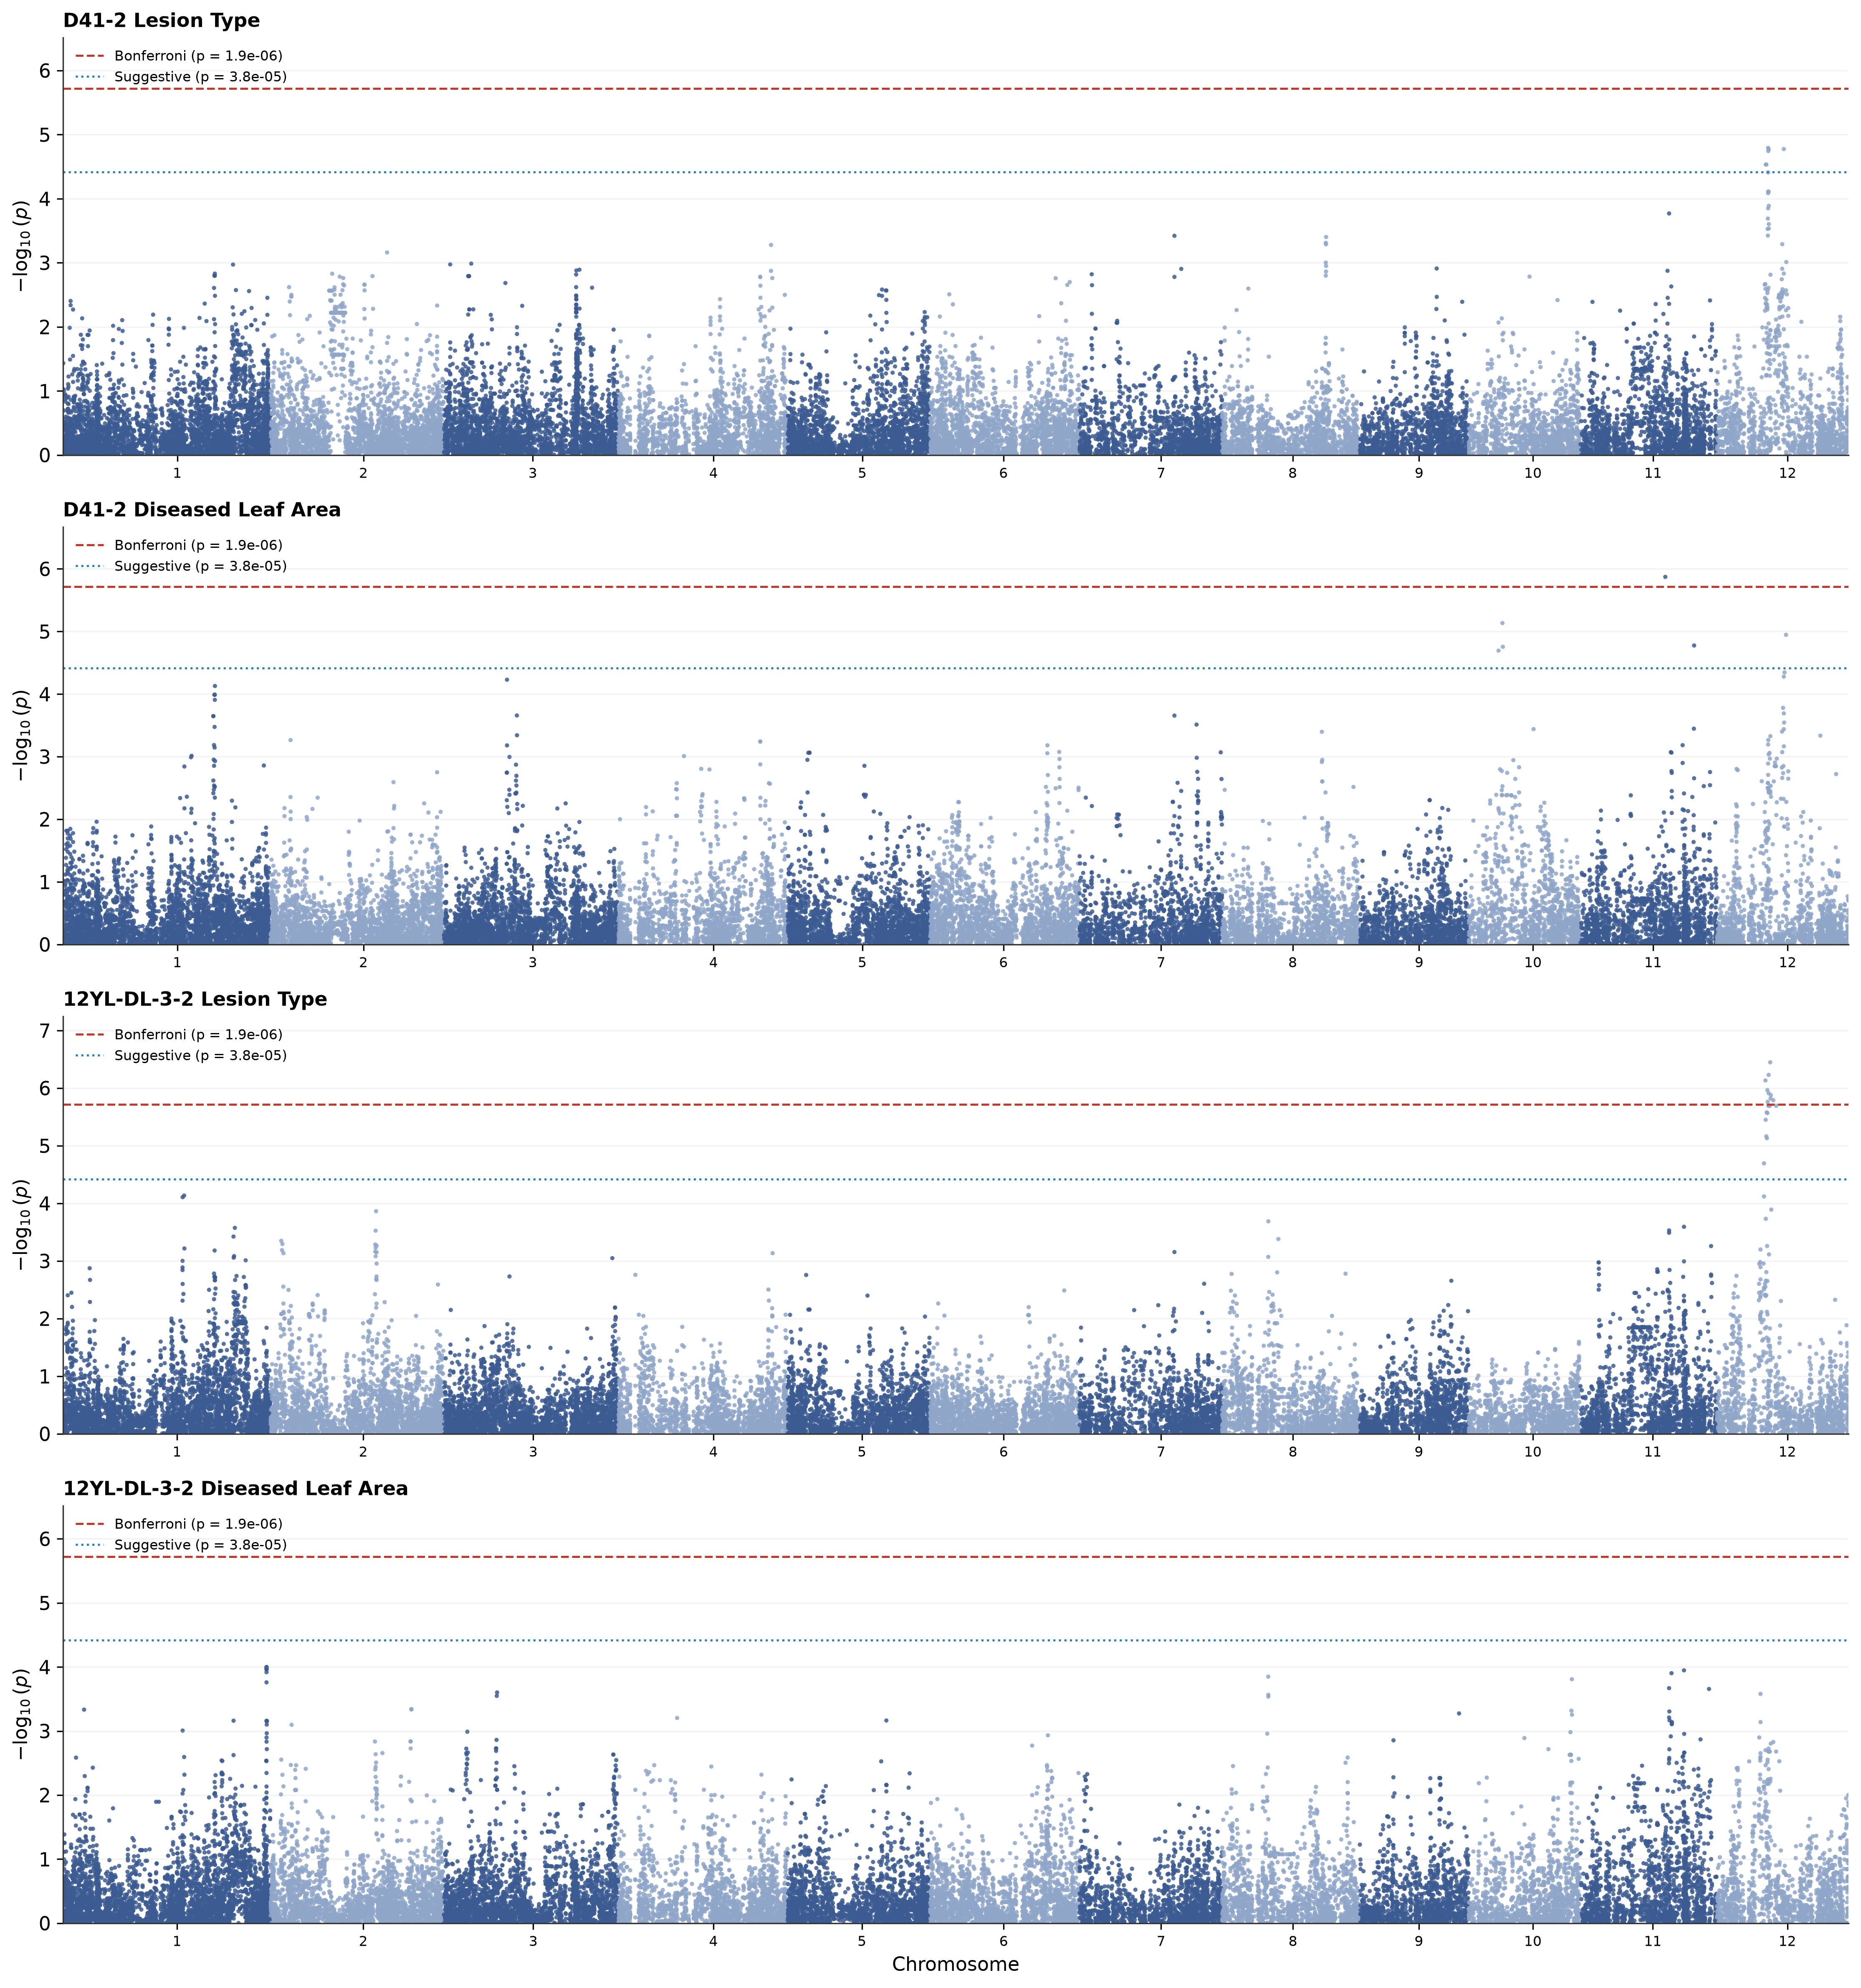 D41-2 Lesion Type
Bonferroni (p = 1.9e-06)
Suggestive (p = 3.8e-05)
6
5
4
3
2
1
0
−log₁₀(p)
1 2 3 4 5 6 7 8 9 10 11 12
D41-2 Diseased Leaf Area
Bonferroni (p = 1.9e-06)
Suggestive (p = 3.8e-05)
6
5
4
3
2
1
0
−log₁₀(p)
1 2 3 4 5 6 7 8 9 10 11 12
12YL-DL-3-2 Lesion Type
Bonferroni (p = 1.9e-06)
Suggestive (p = 3.8e-05)
7
6
5
4
3
2
1
0
−log₁₀(p)
1 2 3 4 5 6 7 8 9 10 11 12
12YL-DL-3-2 Diseased Leaf Area
Bonferroni (p = 1.9e-06)
Suggestive (p = 3.8e-05)
6
5
4
3
2
1
0
−log₁₀(p)
1 2 3 4 5 6 7 8 9 10 11 12
Chromosome